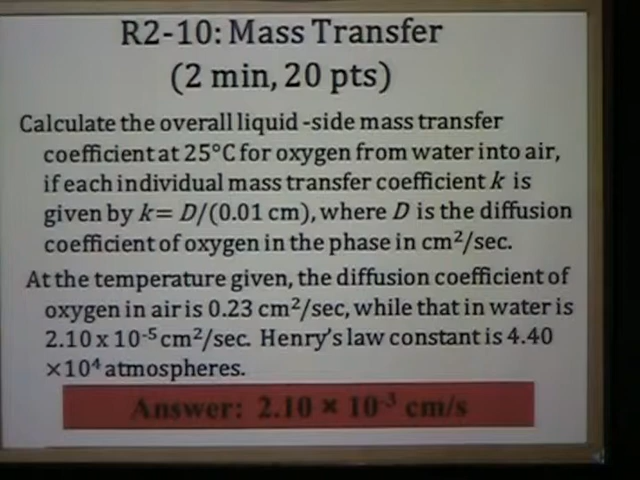 R2-10: Mass Transfer
(2 min, 20 pts)
Calculate the overall liquid -side mass transfer
coefficient at 25°C for oxygen from water into air,
if each individual mass transfer coefficient k is
given by k= D/(0.01 cm), where D is the diffusion
coefficient of oxygen in the phase in cm²/sec.
At the temperature given, the diffusion coefficient of
oxygen in air is 0.23 cm²/sec, while that in water is
2.10 x 10⁻⁵ cm²/sec. Henry's law constant is 4.40
×10⁴ atmospheres.
Answer: 2.10 × 10⁻³ cm/s